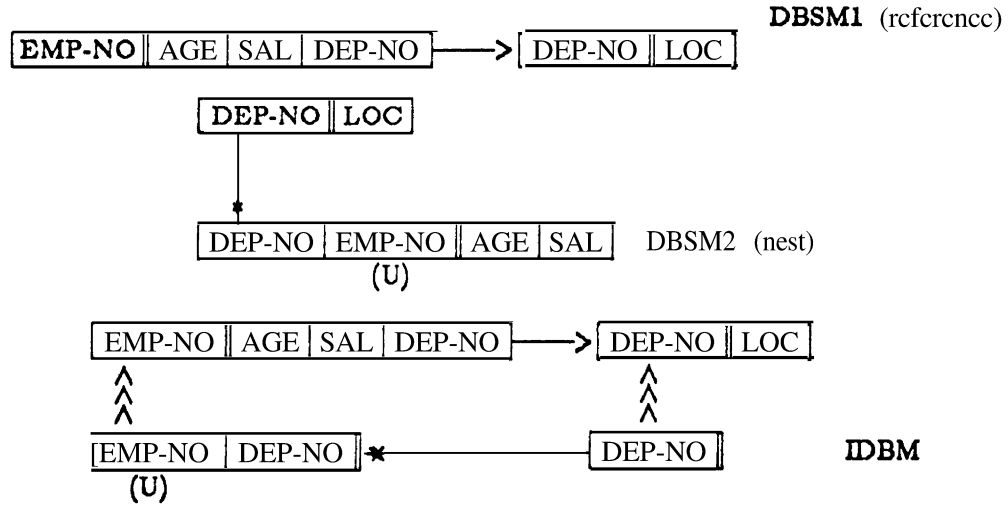 DBSM1 (rcfcrcncc)
EMP-NO AGE SAL DEP-NO DEP-NO LOC
DEP-NO LOC
DEP-NO EMP-NO AGE SAL DBSM2 (nest)
(U)
EMP-NO AGE SAL DEP-NO DEP-NO LOC
[EMP-NO DEP-NO DEP-NO IDBM
(U)